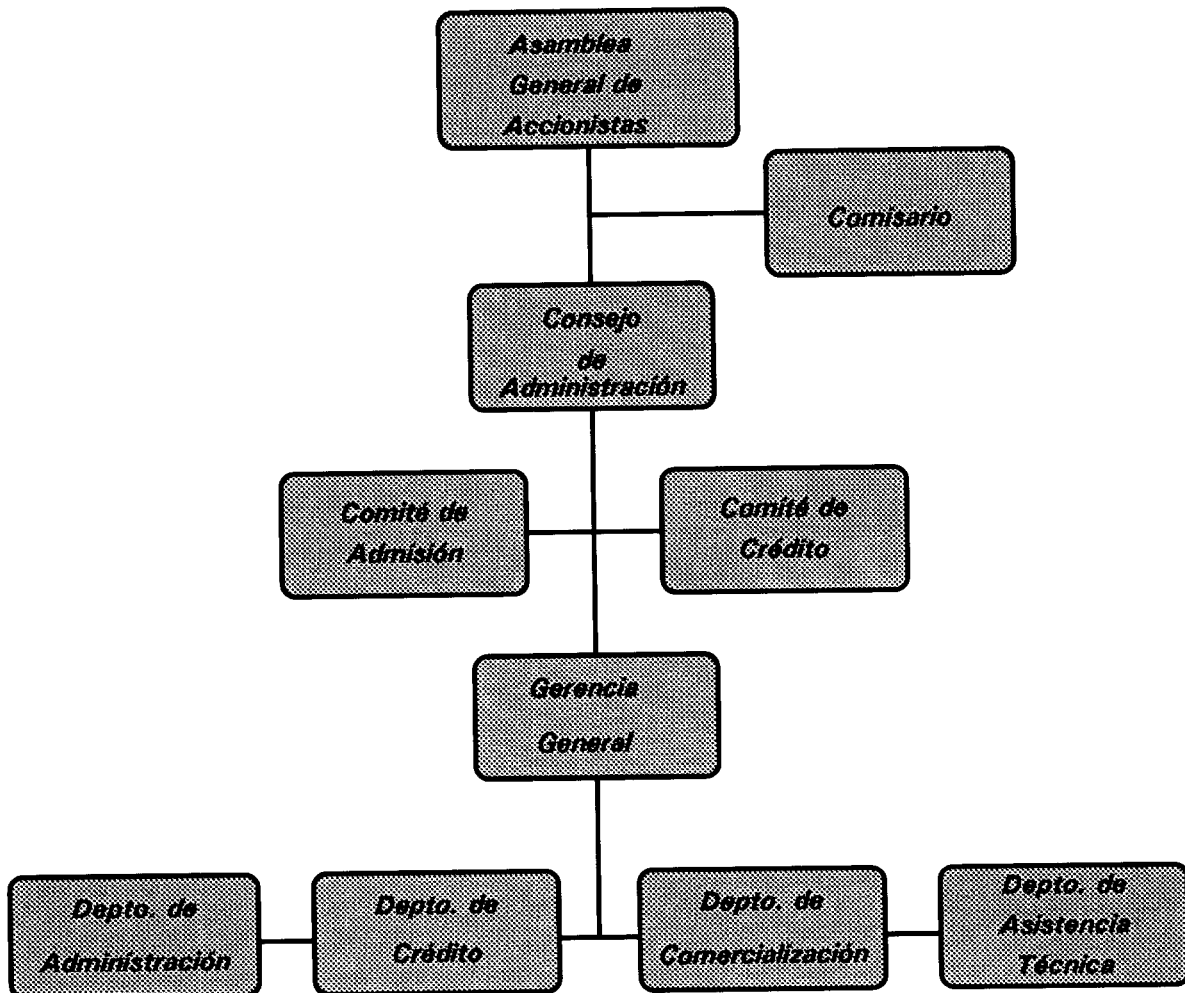 Asamblea
General de
Accionistas
Comisario
Consejo
de
Administración
Comité de
Admisión
Comité de
Crédito
Gerencia
General
Depto. de
Administración
Depto. de
Crédito
Depto. de
Comercialización
Depto. de
Asistencia
Técnica